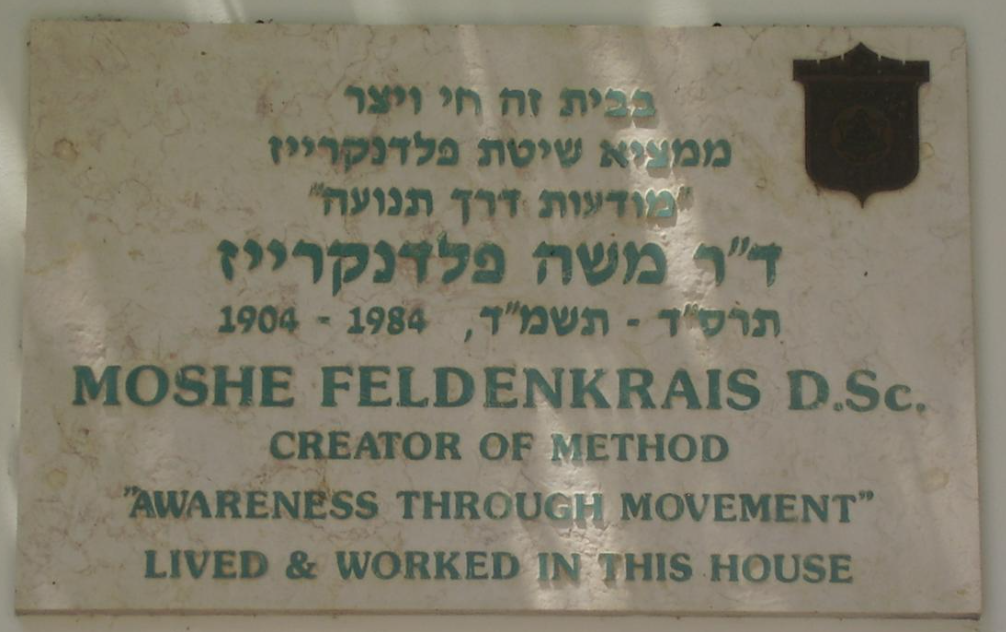 בבית זה חי ויצר
ממציא שיטת פלדנקרייז
"מודעות דרך תנועה"
ד"ר משה פלדנקרייז
תרס"ד - תשמ"ד, 1984 - 1904
MOSHE FELDENKRAIS D.Sc.
CREATOR OF METHOD
"AWARENESS THROUGH MOVEMENT"
LIVED & WORKED IN THIS HOUSE